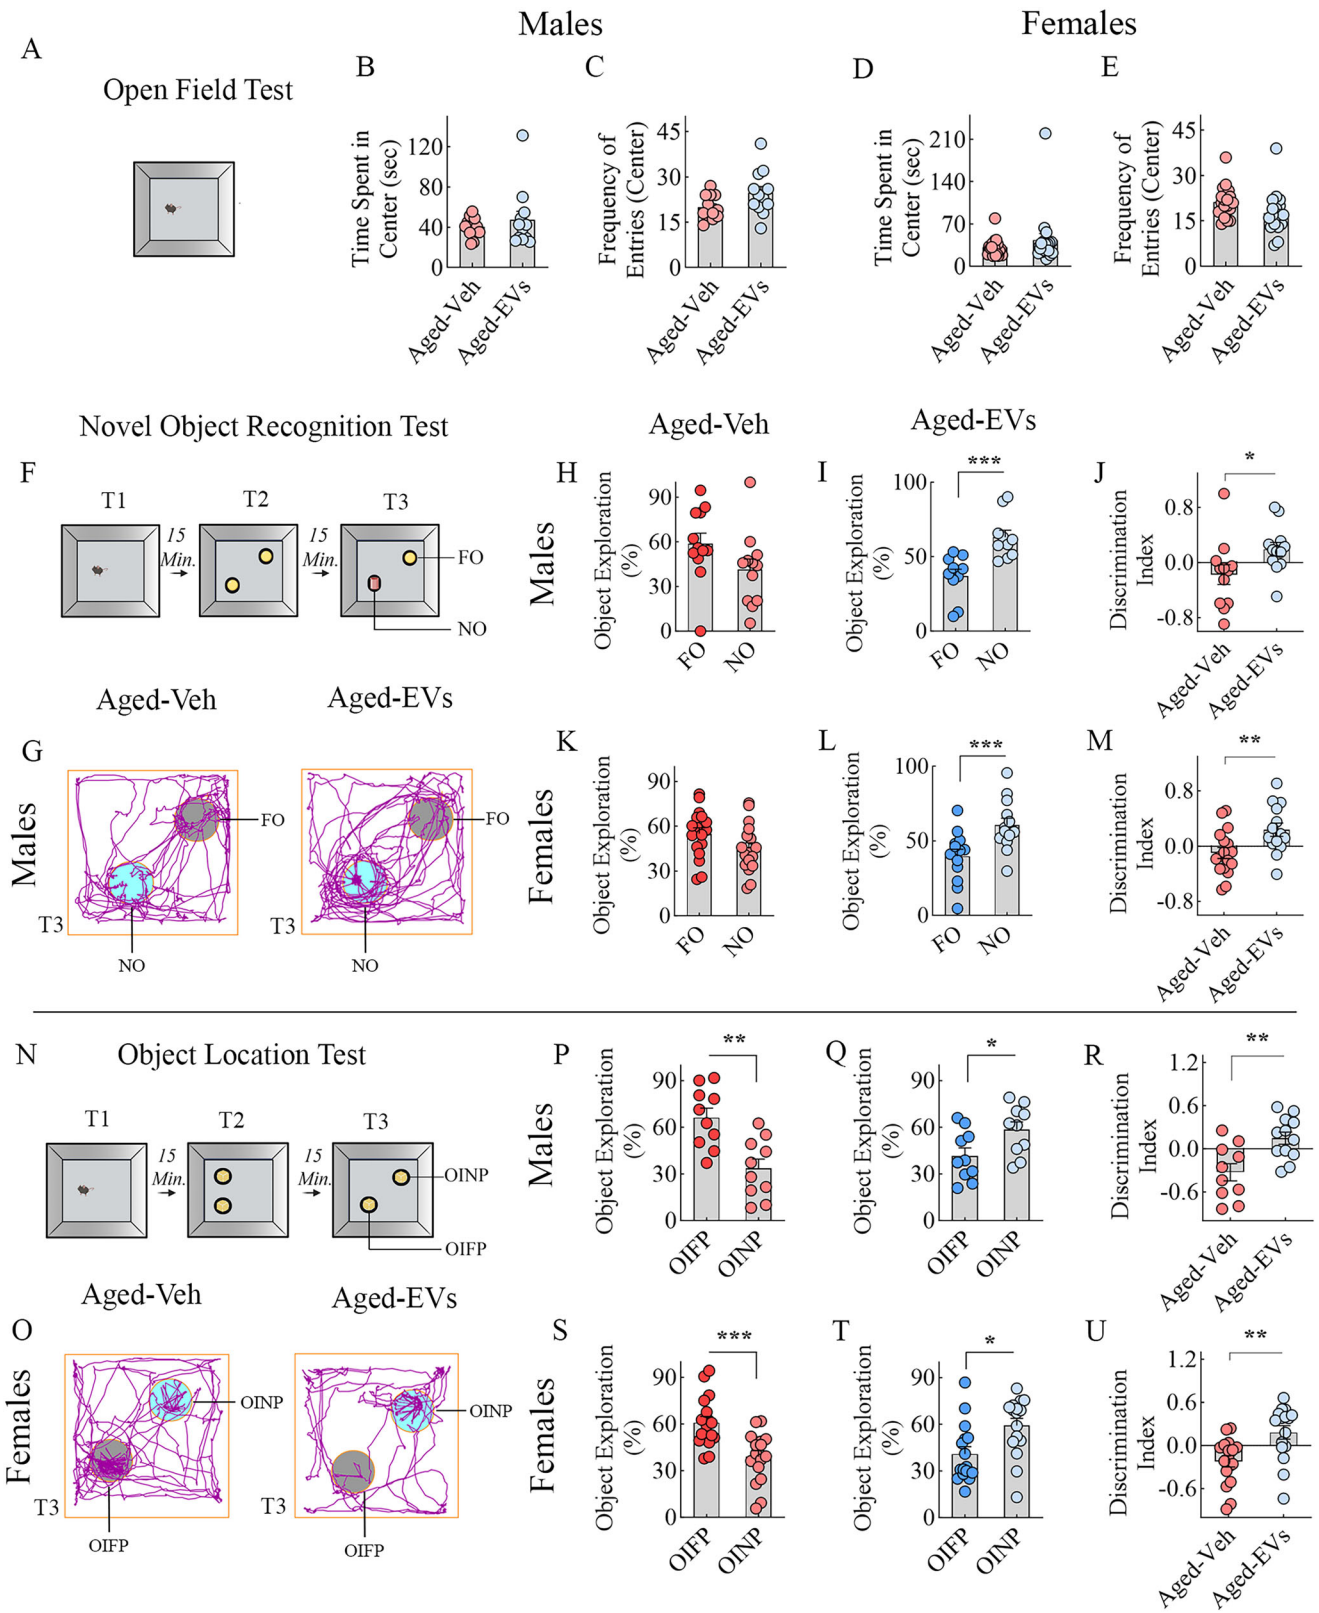 Males
Females
A
Open Field Test
B
Time Spent in
Center (sec)
120
80
40
0
Aged-Veh
Aged-EVs
C
Frequency of
Entries (Center)
45
30
15
0
Aged-Veh
Aged-EVs
D
Time Spent in
Center (sec)
210
140
70
0
Aged-Veh
Aged-EVs
E
Frequency of
Entries (Center)
45
30
15
0
Aged-Veh
Aged-EVs
Novel Object Recognition Test
Aged-Veh
Aged-EVs
F
T1
T2
T3
15
Min.
15
Min.
FO
NO
Males
H
Object Exploration
(%)
90
60
30
0
FO
NO
I
Object Exploration
(%)
100
50
0
***
FO
NO
J
Discrimination
Index
0.8
0.0
-0.8
*
Aged-Veh
Aged-EVs
Aged-Veh
Aged-EVs
G
Males
FO
NO
T3
FO
NO
T3
Females
K
Object Exploration
(%)
90
60
30
0
FO
NO
L
Object Exploration
(%)
100
50
0
***
FO
NO
M
Discrimination
Index
0.8
0.0
-0.8
**
Aged-Veh
Aged-EVs
N
Object Location Test
T1
T2
T3
15
Min.
15
Min.
OINP
OIFP
Males
P
Object Exploration
(%)
90
60
30
0
**
OIFP
OINP
Q
Object Exploration
(%)
90
60
30
0
*
OIFP
OINP
R
Discrimination
Index
1.2
0.6
0.0
-0.6
**
Aged-Veh
Aged-EVs
Aged-Veh
Aged-EVs
O
Females
OINP
OIFP
T3
OINP
OIFP
T3
Females
S
Object Exploration
(%)
90
60
30
0
***
OIFP
OINP
T
Object Exploration
(%)
90
60
30
0
*
OIFP
OINP
U
Discrimination
Index
1.2
0.6
0.0
-0.6
**
Aged-Veh
Aged-EVs